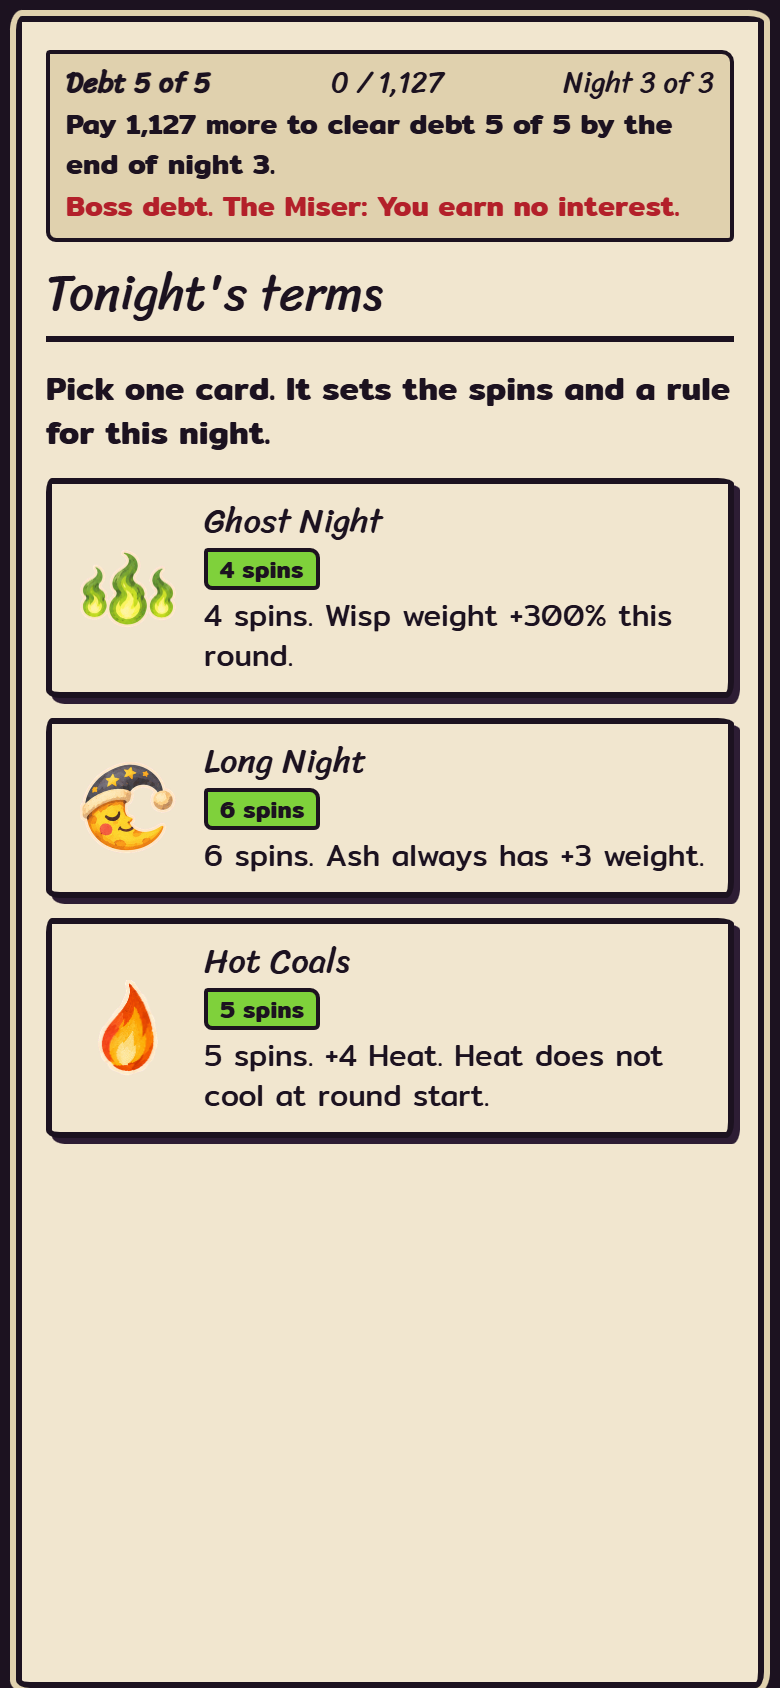 Debt 5 of 5 0 / 1,127 Night 3 of 3
Pay 1,127 more to clear debt 5 of 5 by the
end of night 3.
Boss debt. The Miser: You earn no interest.
Tonight's terms
Pick one card. It sets the spins and a rule
for this night.
Ghost Night
4 spins
4 spins. Wisp weight +300% this
round.
Long Night
6 spins
6 spins. Ash always has +3 weight.
Hot Coals
5 spins
5 spins. +4 Heat. Heat does not
cool at round start.